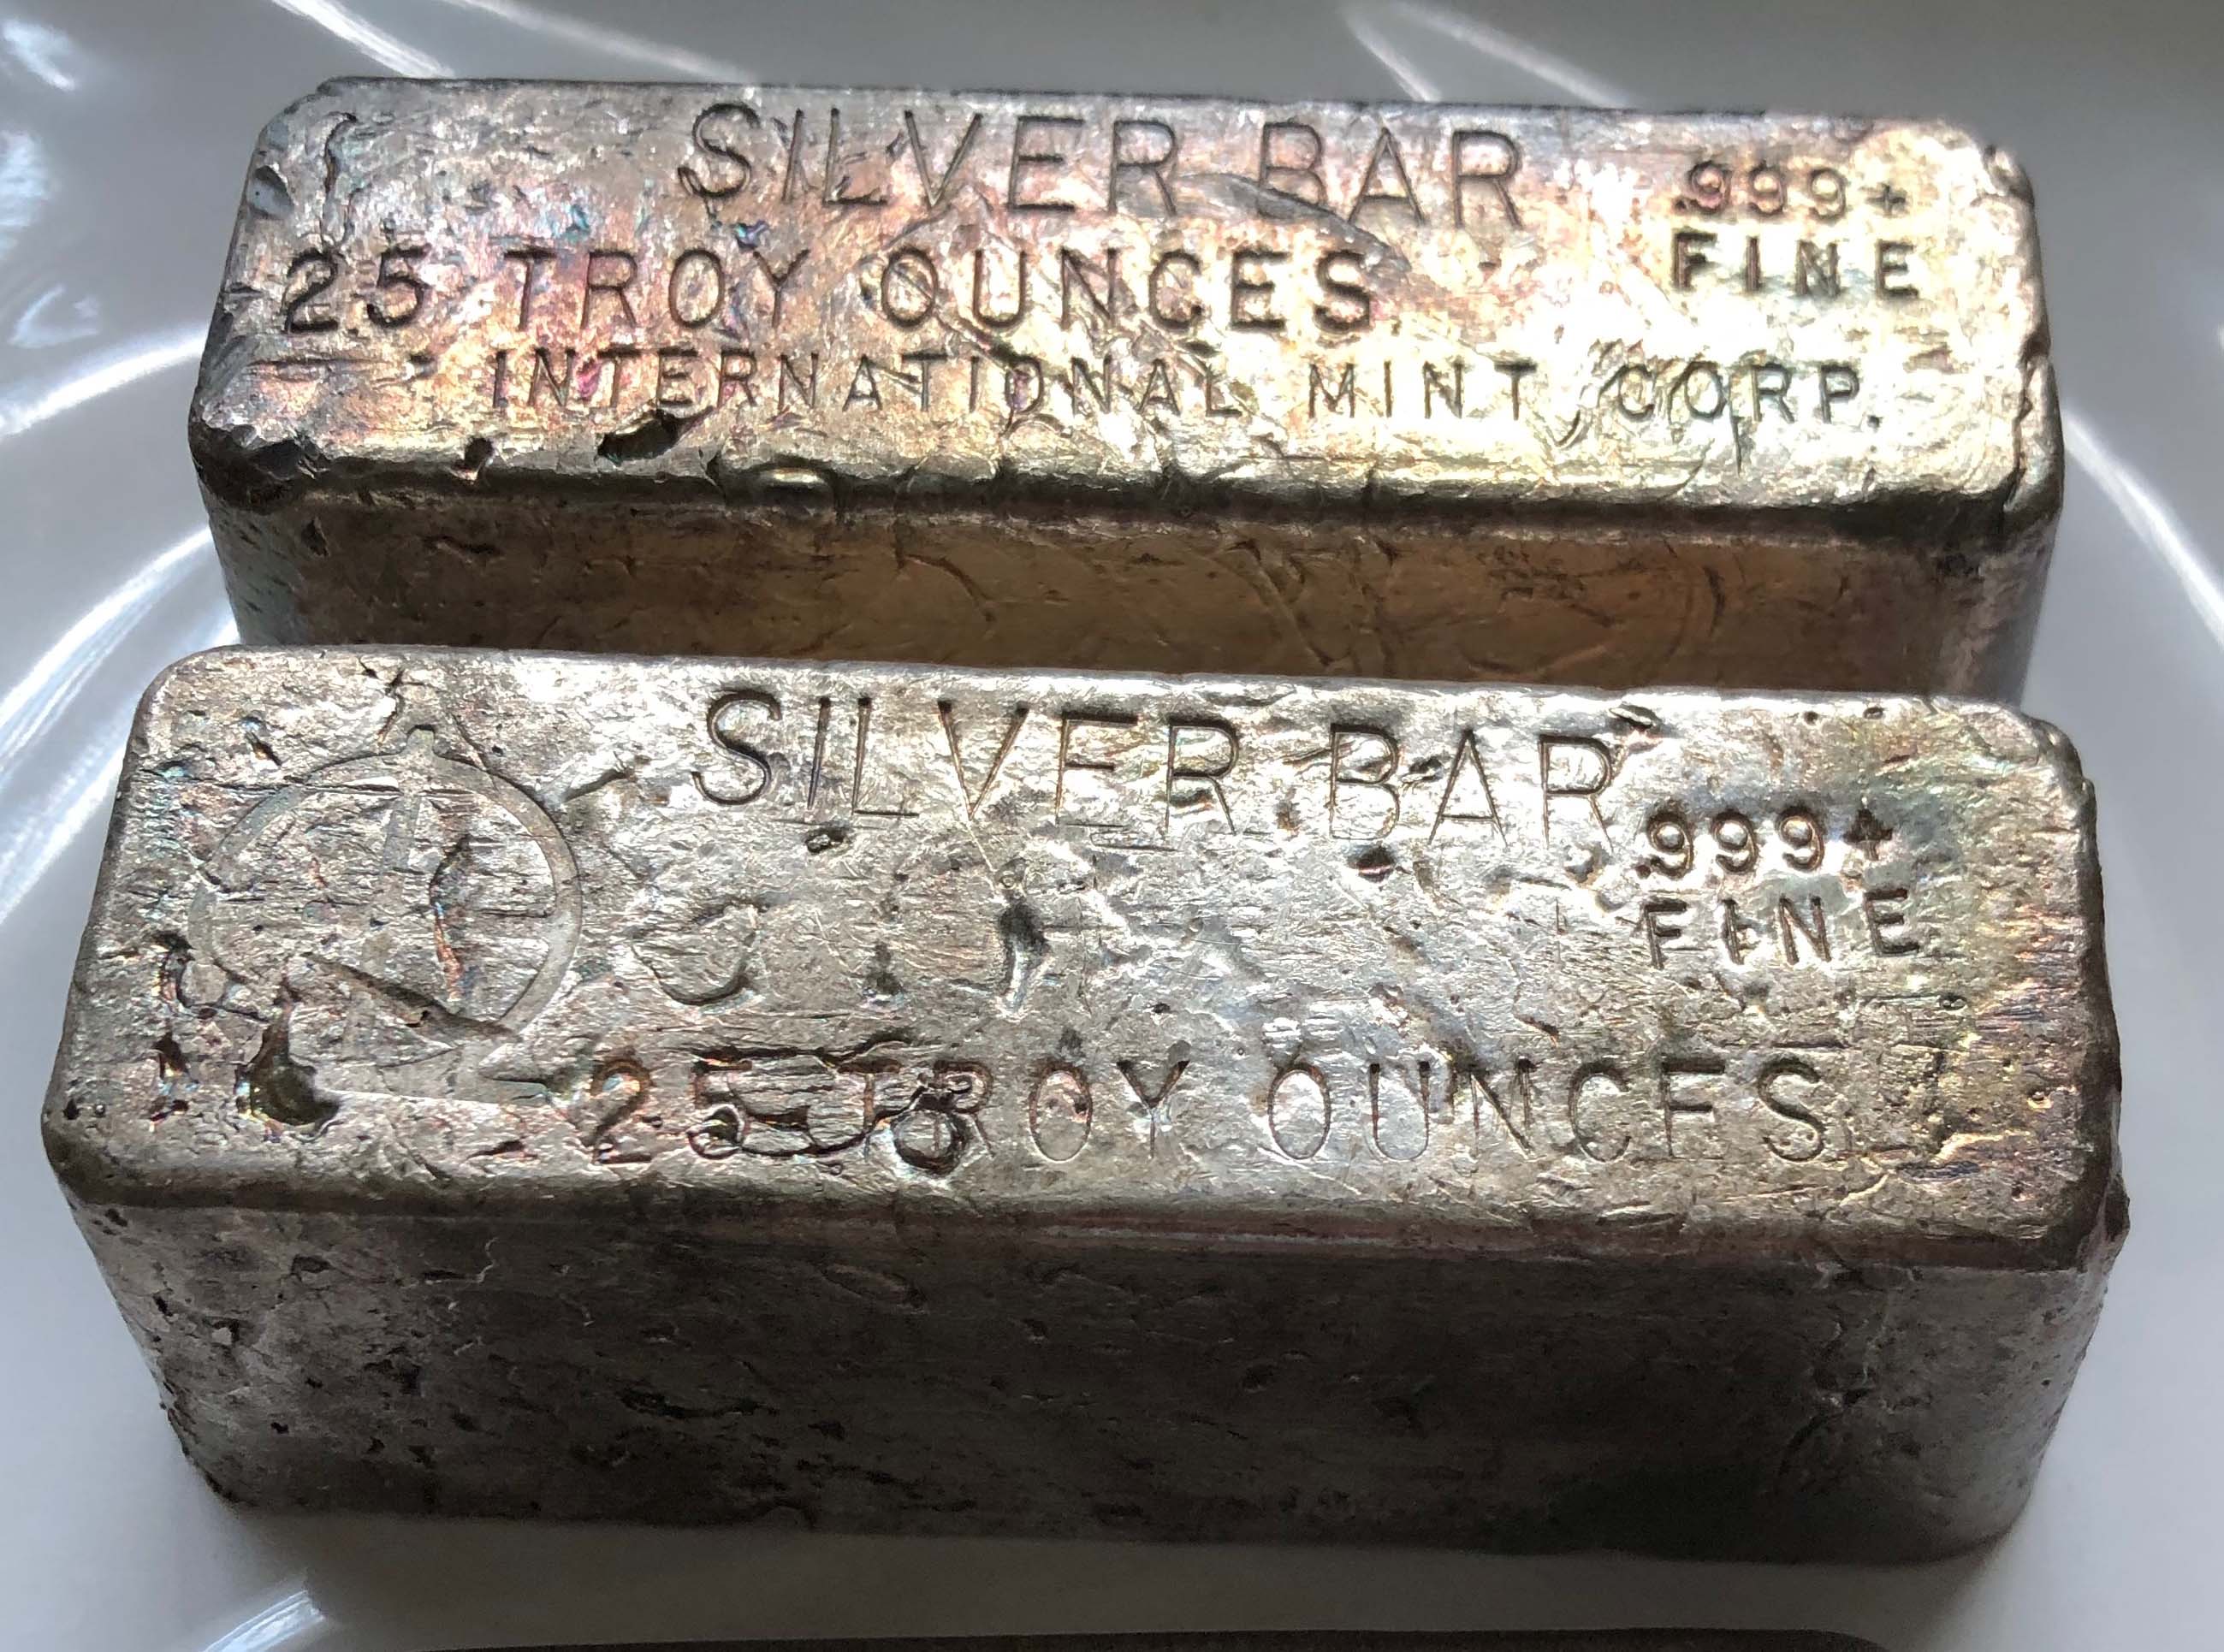 SILVER BAR
.999+
FINE
25 TROY OUNCES
INTERNATIONAL MINT CORP.
SILVER BAR
.999+
FINE
25 TROY OUNCES